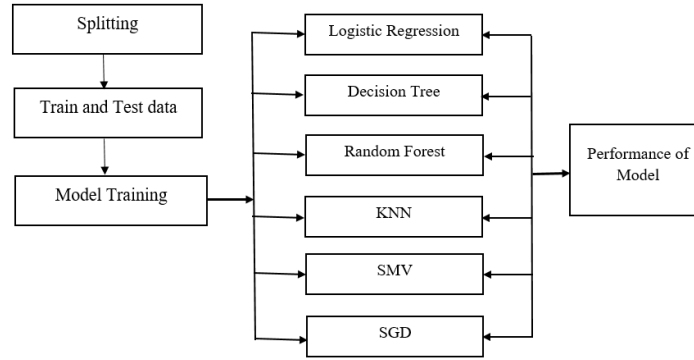 Splitting
Train and Test data
Model Training
Logistic Regression
Decision Tree
Random Forest
KNN
SMV
SGD
Performance of
Model